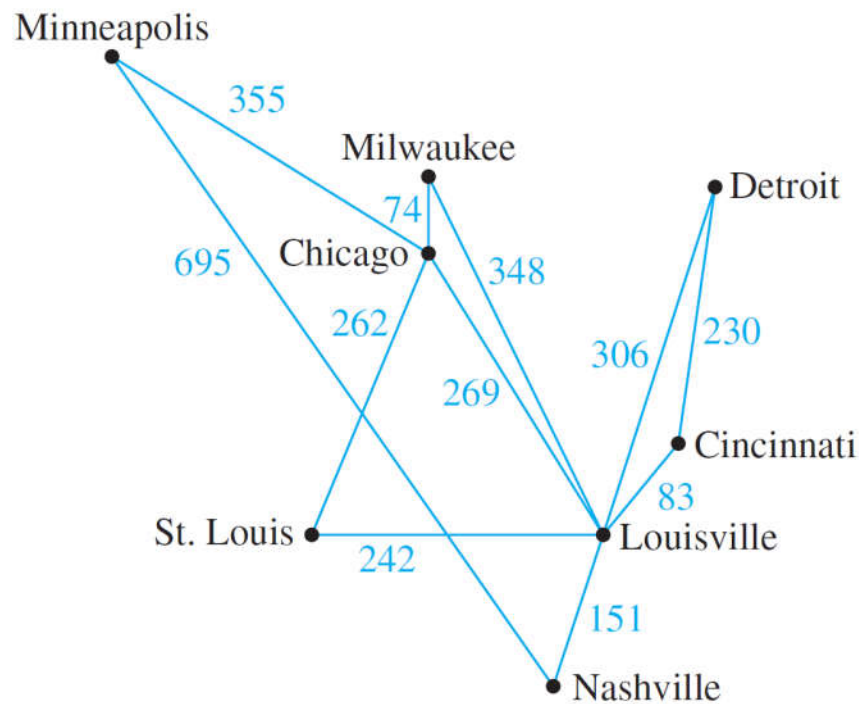 Minneapolis
355
Milwaukee
Detroit
74
Chicago
695
348
262
306
230
269
Cincinnati
83
St. Louis
Louisville
242
151
Nashville